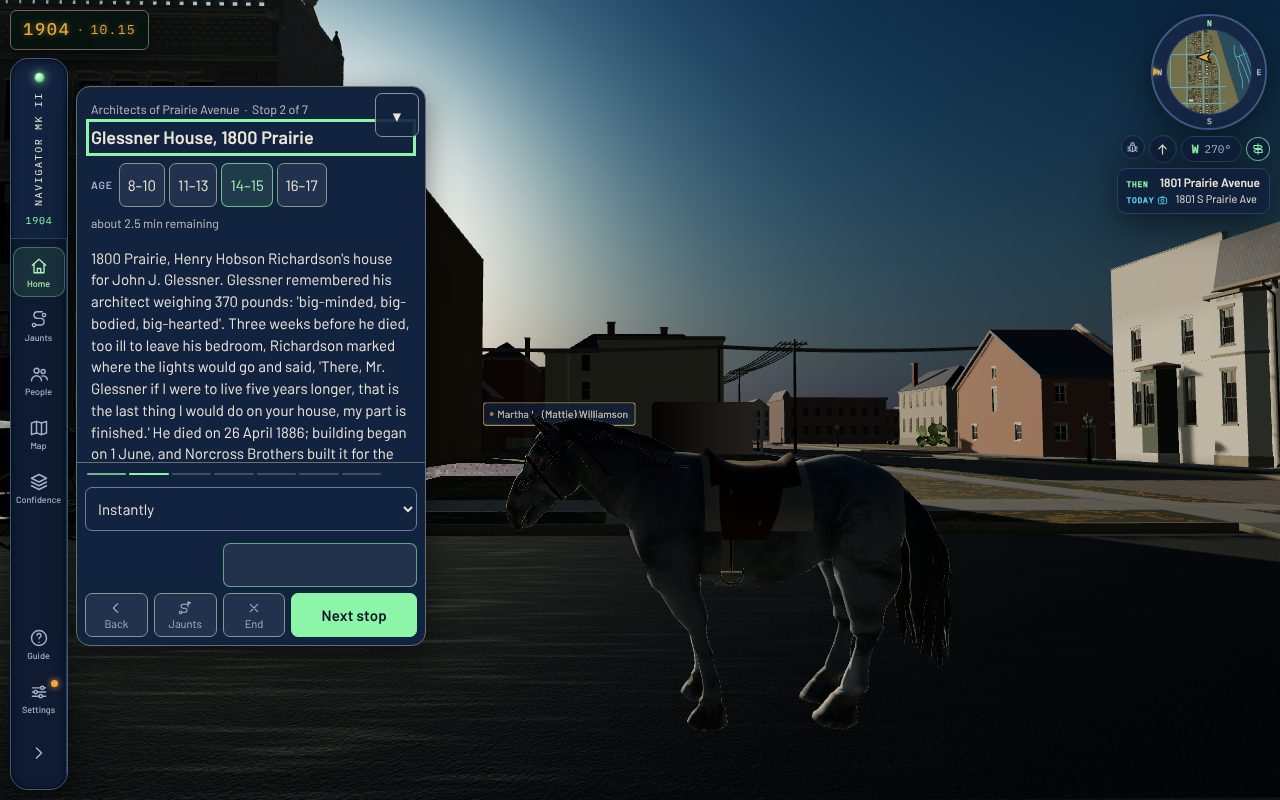 1904 · 10.15
NAVIGATOR MK II
1904
Home
Jaunts
People
Map
Confidence
Guide
Settings
Architects of Prairie Avenue · Stop 2 of 7
▼
Glessner House, 1800 Prairie
AGE 8–10 11–13 14–15 16–17
about 2.5 min remaining
1800 Prairie, Henry Hobson Richardson's house
for John J. Glessner. Glessner remembered his
architect weighing 370 pounds: 'big-minded, big-
bodied, big-hearted'. Three weeks before he died,
too ill to leave his bedroom, Richardson marked
where the lights would go and said, 'There, Mr.
Glessner if I were to live five years longer, that is
the last thing I would do on your house, my part is
finished.' He died on 26 April 1886; building began
on 1 June, and Norcross Brothers built it for the
Instantly
Back
Jaunts
End
Next stop
Martha (Mattie) Williamson
N
W
E
S
W 270°
THEN 1801 Prairie Avenue
TODAY 1801 S Prairie Ave